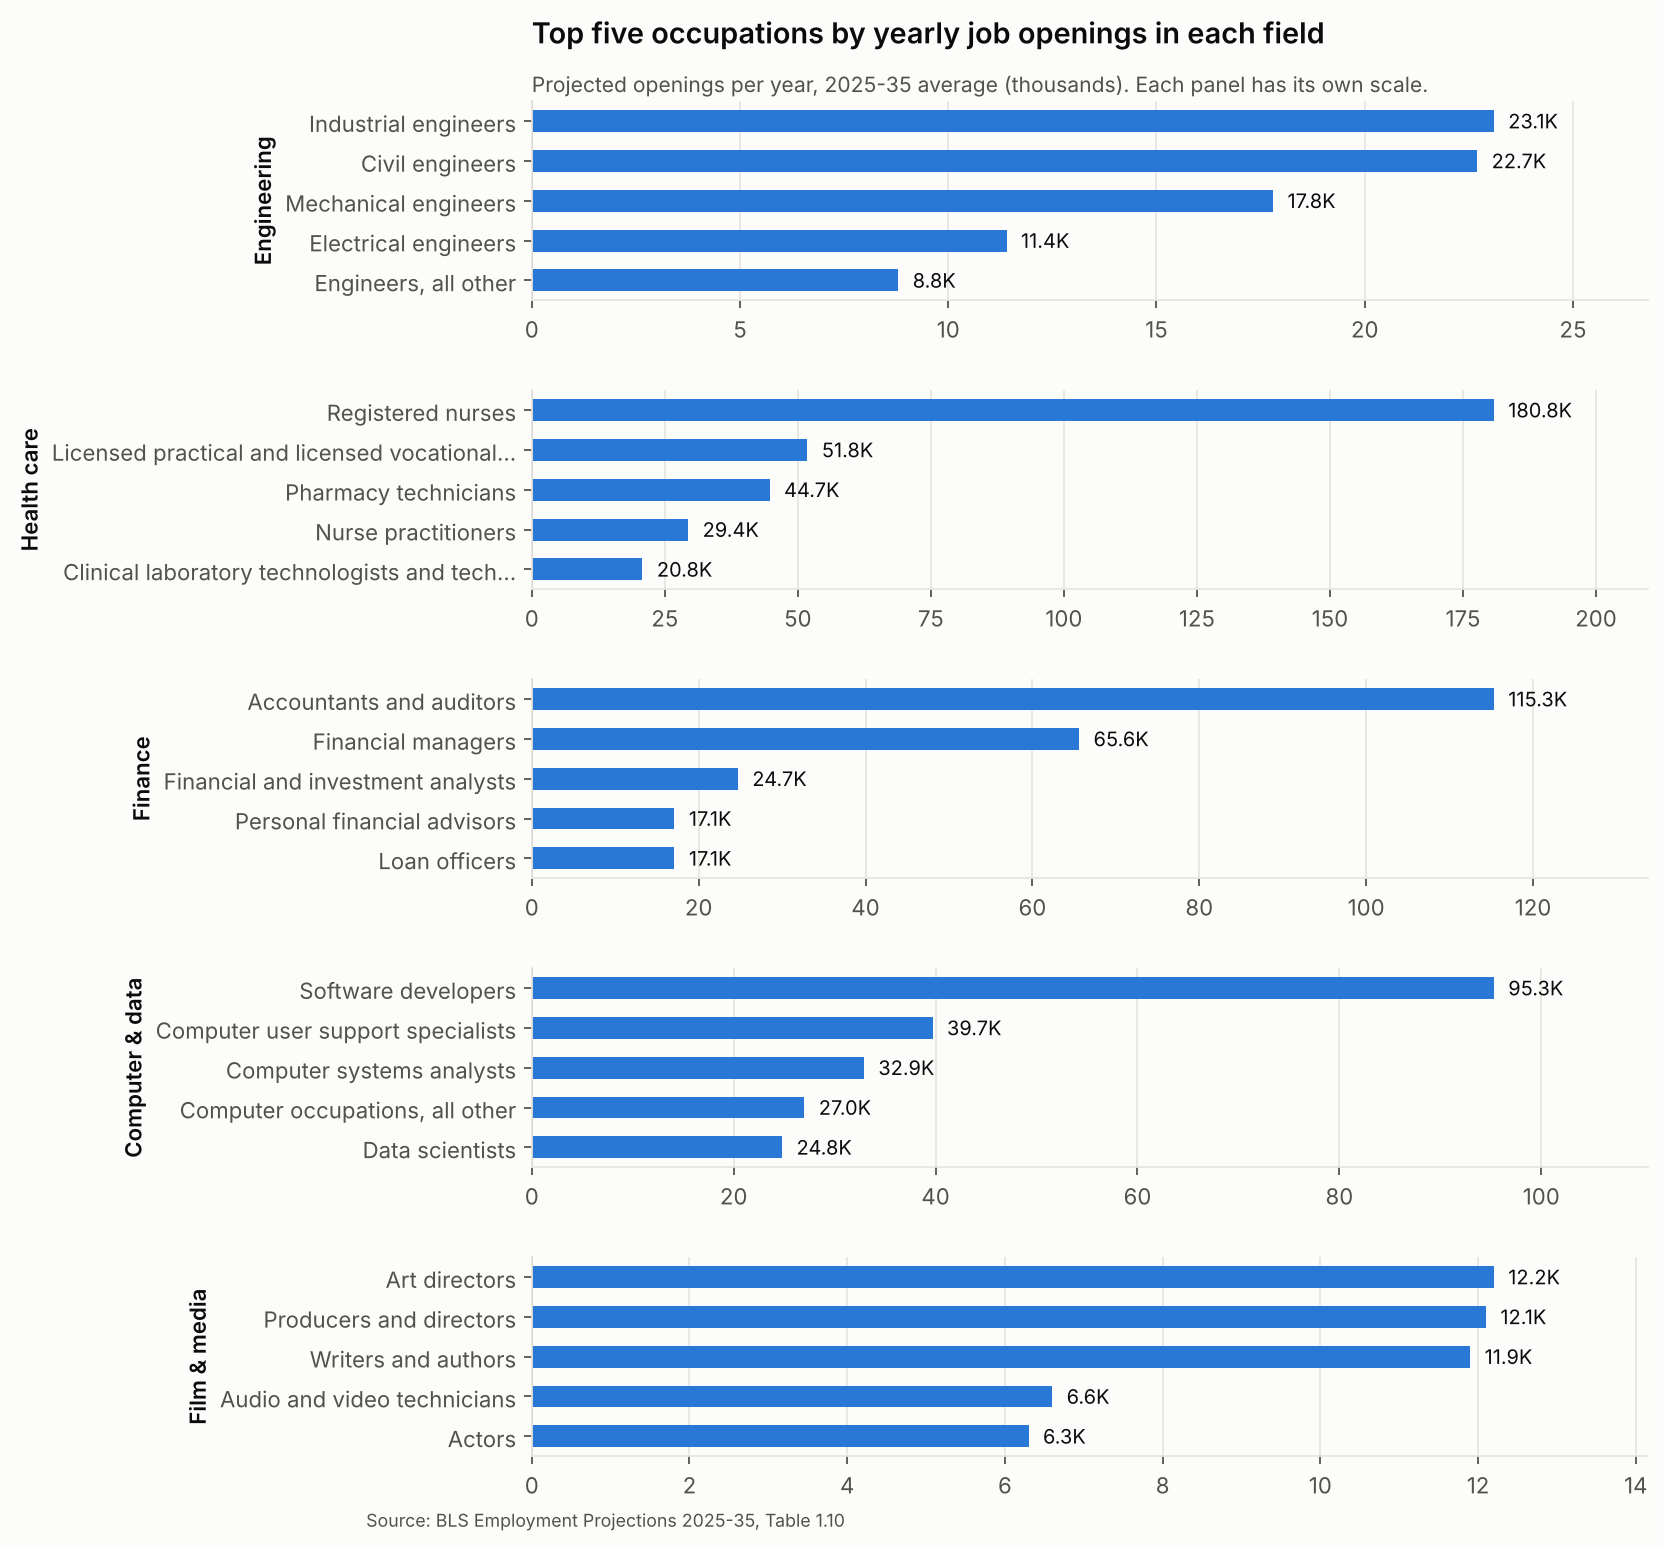 Top five occupations by yearly job openings in each field
Projected openings per year, 2025-35 average (thousands). Each panel has its own scale.
Engineering
Industrial engineers 23.1K
Civil engineers 22.7K
Mechanical engineers 17.8K
Electrical engineers 11.4K
Engineers, all other 8.8K
0 5 10 15 20 25
Health care
Registered nurses 180.8K
Licensed practical and licensed vocational... 51.8K
Pharmacy technicians 44.7K
Nurse practitioners 29.4K
Clinical laboratory technologists and tech... 20.8K
0 25 50 75 100 125 150 175 200
Finance
Accountants and auditors 115.3K
Financial managers 65.6K
Financial and investment analysts 24.7K
Personal financial advisors 17.1K
Loan officers 17.1K
0 20 40 60 80 100 120
Computer & data
Software developers 95.3K
Computer user support specialists 39.7K
Computer systems analysts 32.9K
Computer occupations, all other 27.0K
Data scientists 24.8K
0 20 40 60 80 100
Film & media
Art directors 12.2K
Producers and directors 12.1K
Writers and authors 11.9K
Audio and video technicians 6.6K
Actors 6.3K
0 2 4 6 8 10 12 14
Source: BLS Employment Projections 2025-35, Table 1.10